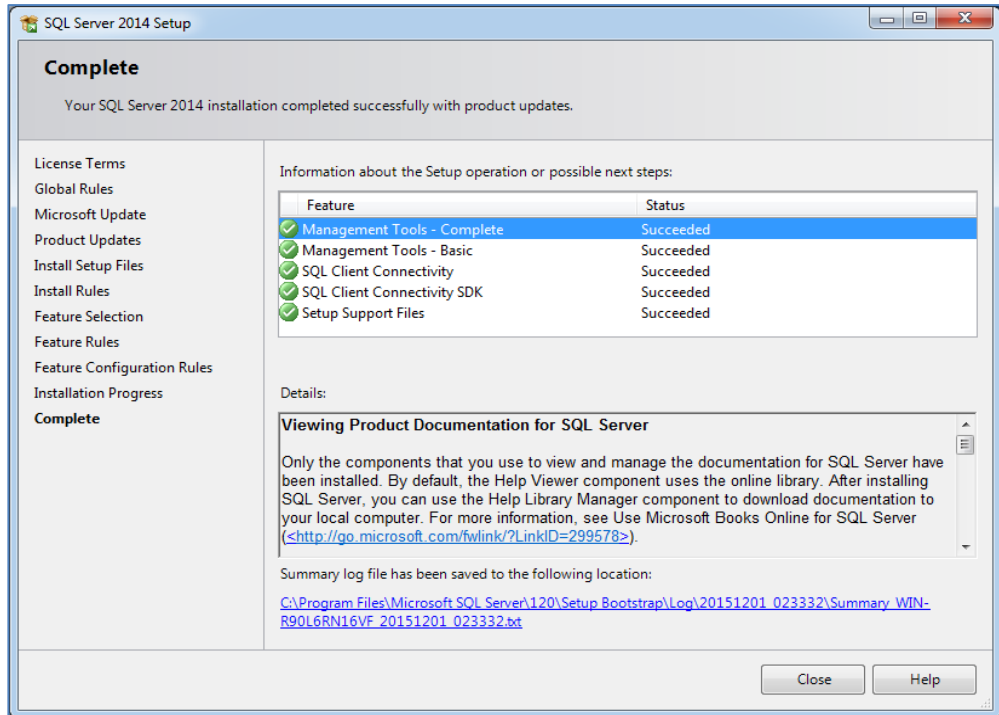 SQL Server 2014 Setup
Complete
Your SQL Server 2014 installation completed successfully with product updates.
License Terms
Global Rules
Microsoft Update
Product Updates
Install Setup Files
Install Rules
Feature Selection
Feature Rules
Feature Configuration Rules
Installation Progress
Complete
Information about the Setup operation or possible next steps:
Feature Status
Management Tools - Complete Succeeded
Management Tools - Basic Succeeded
SQL Client Connectivity Succeeded
SQL Client Connectivity SDK Succeeded
Setup Support Files Succeeded
Details:
Viewing Product Documentation for SQL Server
Only the components that you use to view and manage the documentation for SQL Server have
been installed. By default, the Help Viewer component uses the online library. After installing
SQL Server, you can use the Help Library Manager component to download documentation to
your local computer. For more information, see Use Microsoft Books Online for SQL Server
(<http://go.microsoft.com/fwlink/?LinkID=299578>).
Summary log file has been saved to the following location:
C:\Program Files\Microsoft SQL Server\120\Setup Bootstrap\Log\20151201_023332\Summary_WIN-
R90L6RN16VF_20151201_023332.txt
Close Help